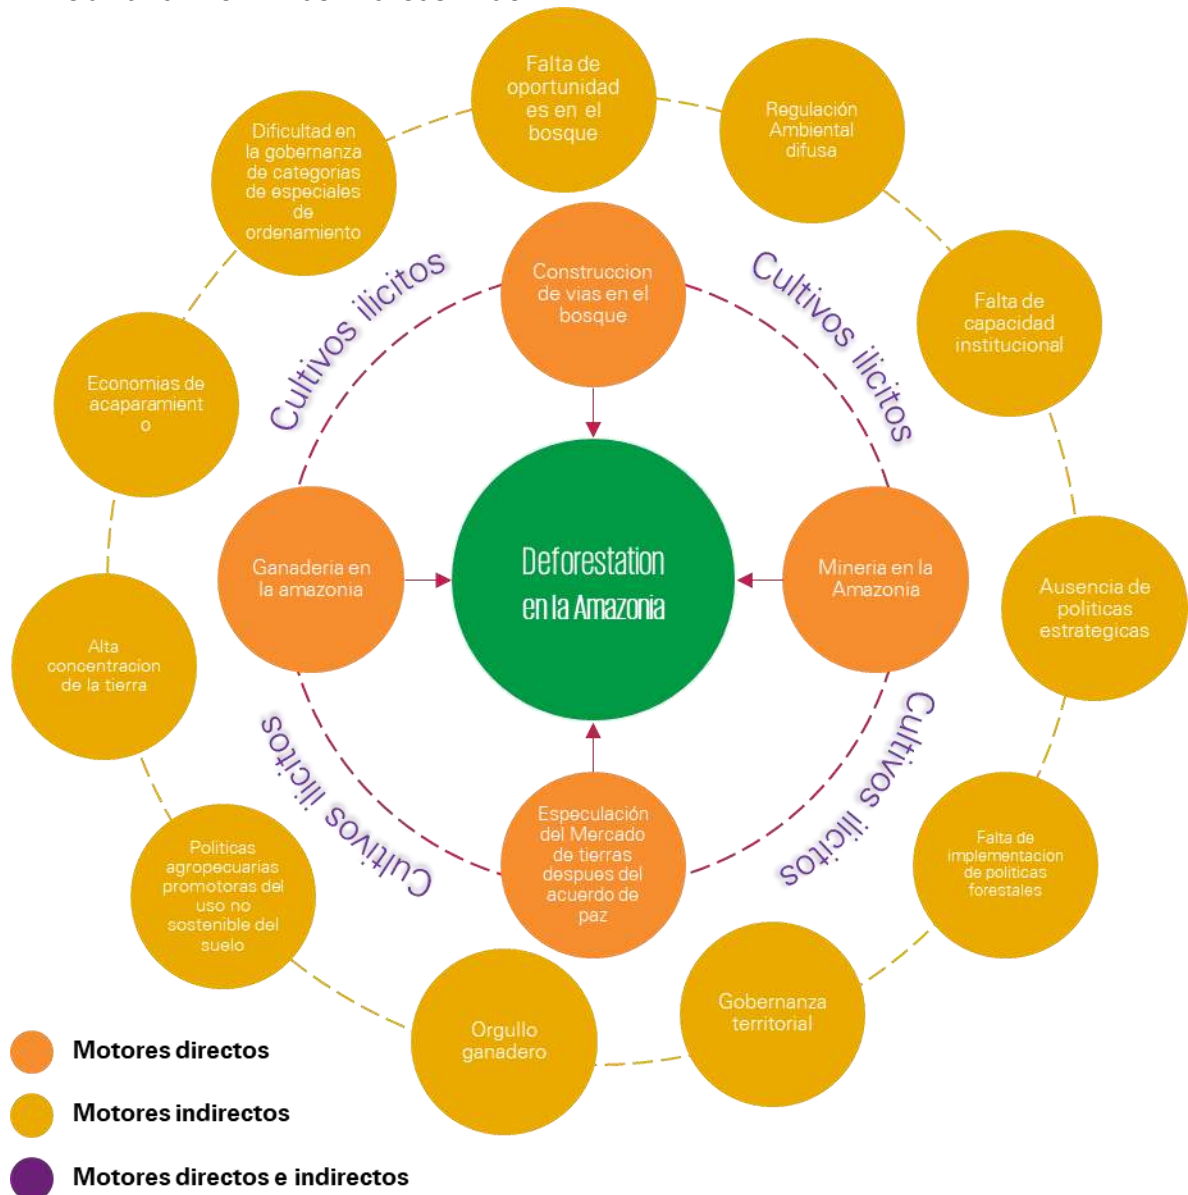 Falta de
oportunidad
es en el
bosque
Regulación
Ambiental
difusa
Dificultad en
la gobernanza
de categorias
de especiales
de
ordenamiento
Falta de
capacidad
institucional
Construccion
de vias en el
bosque
Cultivos ilicitos
Cultivos ilicitos
Economias de
acaparamient
o
Ganaderia en
la amazonia
Deforestation
en la Amazonia
Mineria en la
Amazonia
Ausencia de
politicas
estrategicas
Alta
concentracion
de la tierra
Cultivos ilicitos
Cultivos ilicitos
Especulación
del Mercado
de tierras
despues del
acuerdo de
paz
Politicas
agropecuarias
promotoras del
uso no
sostenible del
suelo
Falta de
implementacion
de politicas
forestales
Orgullo
ganadero
Gobernanza
territorial
Motores directos
Motores indirectos
Motores directos e indirectos